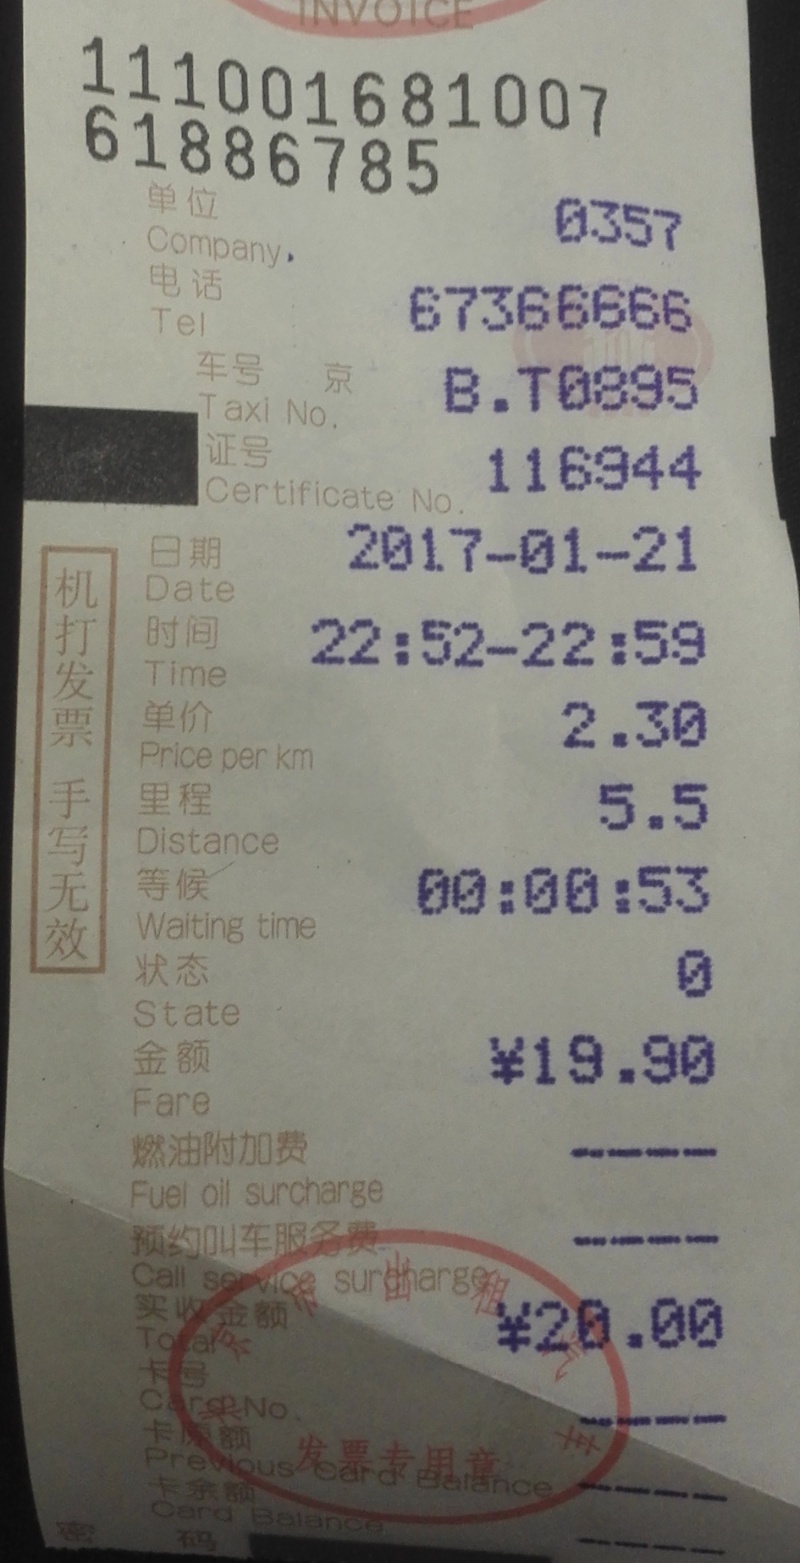 INVOICE
111001681007
61886785
单位 0357
Company
电话 67366666
Tel
车号 京 B.T0895
Taxi No.
证号 116944
Certificate No.
日期 2017-01-21
Date
时间 22:52-22:59
Time
单价 2.30
Price per km
里程 5.5
Distance
等候 00:00:53
Waiting time
状态 0
State
金额 ¥19.90
Fare
燃油附加费 -----
Fuel oil surcharge
预约叫车服务费 -----
Call service surcharge
实收金额 ¥20.00
Total
卡号 -----
Card No.
卡原额 -----
Previous Card Balance
卡余额 -----
Card Balance
密 码
机打发票 手写无效
京市出租汽车
发票专用章